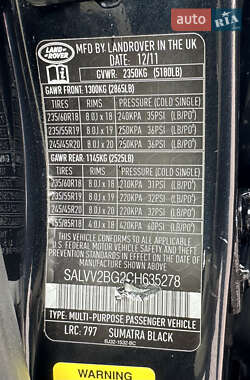 AUTO.RIA
LAND
ROVER
MFD BY LANDROVER IN THE UK
DATE: 12/11
GVWR. 2350KG (5180LB)
GAWR FRONT: 1300KG (2865LB)
TIRES RIMS PRESSURE (COLD SINGLE)
235/60R18 8.0J x 18 240KPA 35PSI (LB/PO²)
235/55R19 8.0J x 19 250KPA 36PSI (LB/PO²)
245/45R20 8.0J x 20 250KPA 36PSI (LB/PO²)
GAWR REAR: 1145KG (2525LB)
TIRES RIMS PRESSURE (COLD SINGLE)
235/60R18 8.0J x 18 210KPA 31PSI (LB/PO²)
235/55R19 8.0J x 19 220KPA 32PSI (LB/PO²)
245/45R20 8.0J x 20
THIS VEHICLE CONFORMS TO ALL APPLICABLE
FEDERAL MOTOR VEHICLE SAFETY AND THEFT
PREVENTION STANDARDS IN EFFECT ON THE DATE
OF MANUFACTURE SHOWN ABOVE
SALVV2BG2CH635278
TYPE: MULTI-PURPOSE PASSENGER VEHICLE
LRC. 797 SUMATRA BLACK
WARNING